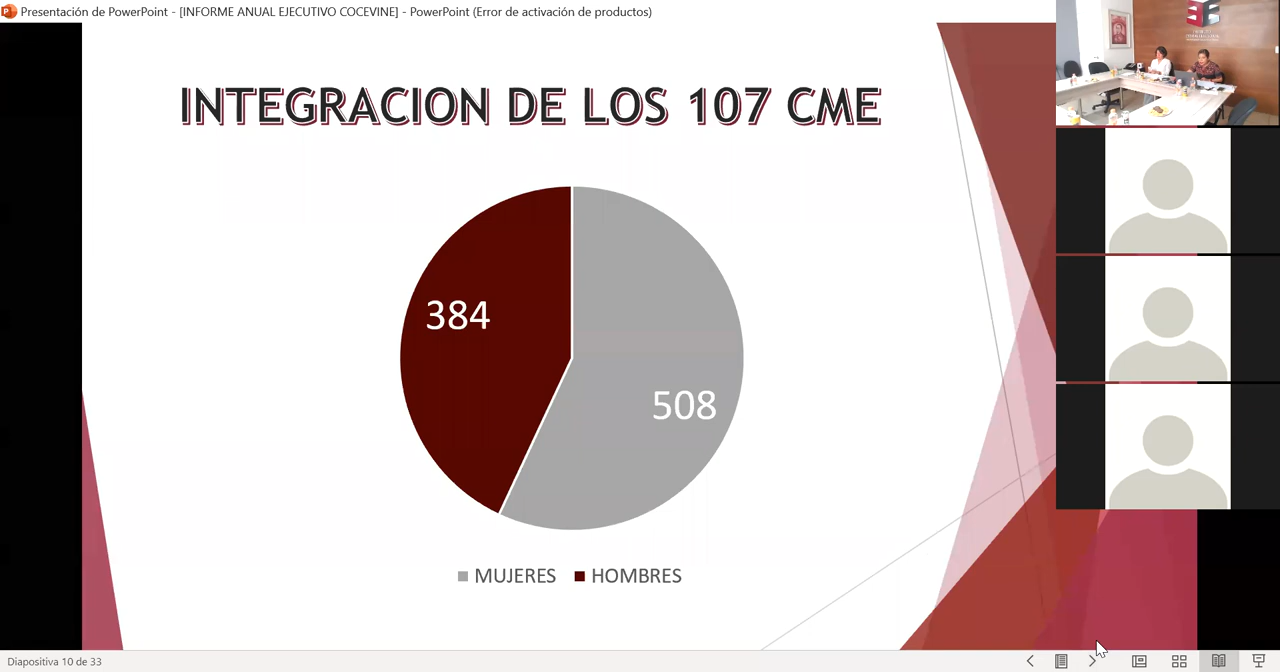 Presentación de PowerPoint - [INFORME ANUAL EJECUTIVO COCEVINE] - PowerPoint (Error de activación de productos)
INTEGRACION DE LOS 107 CME
384
508
MUJERES HOMBRES
Diapositiva 10 de 33